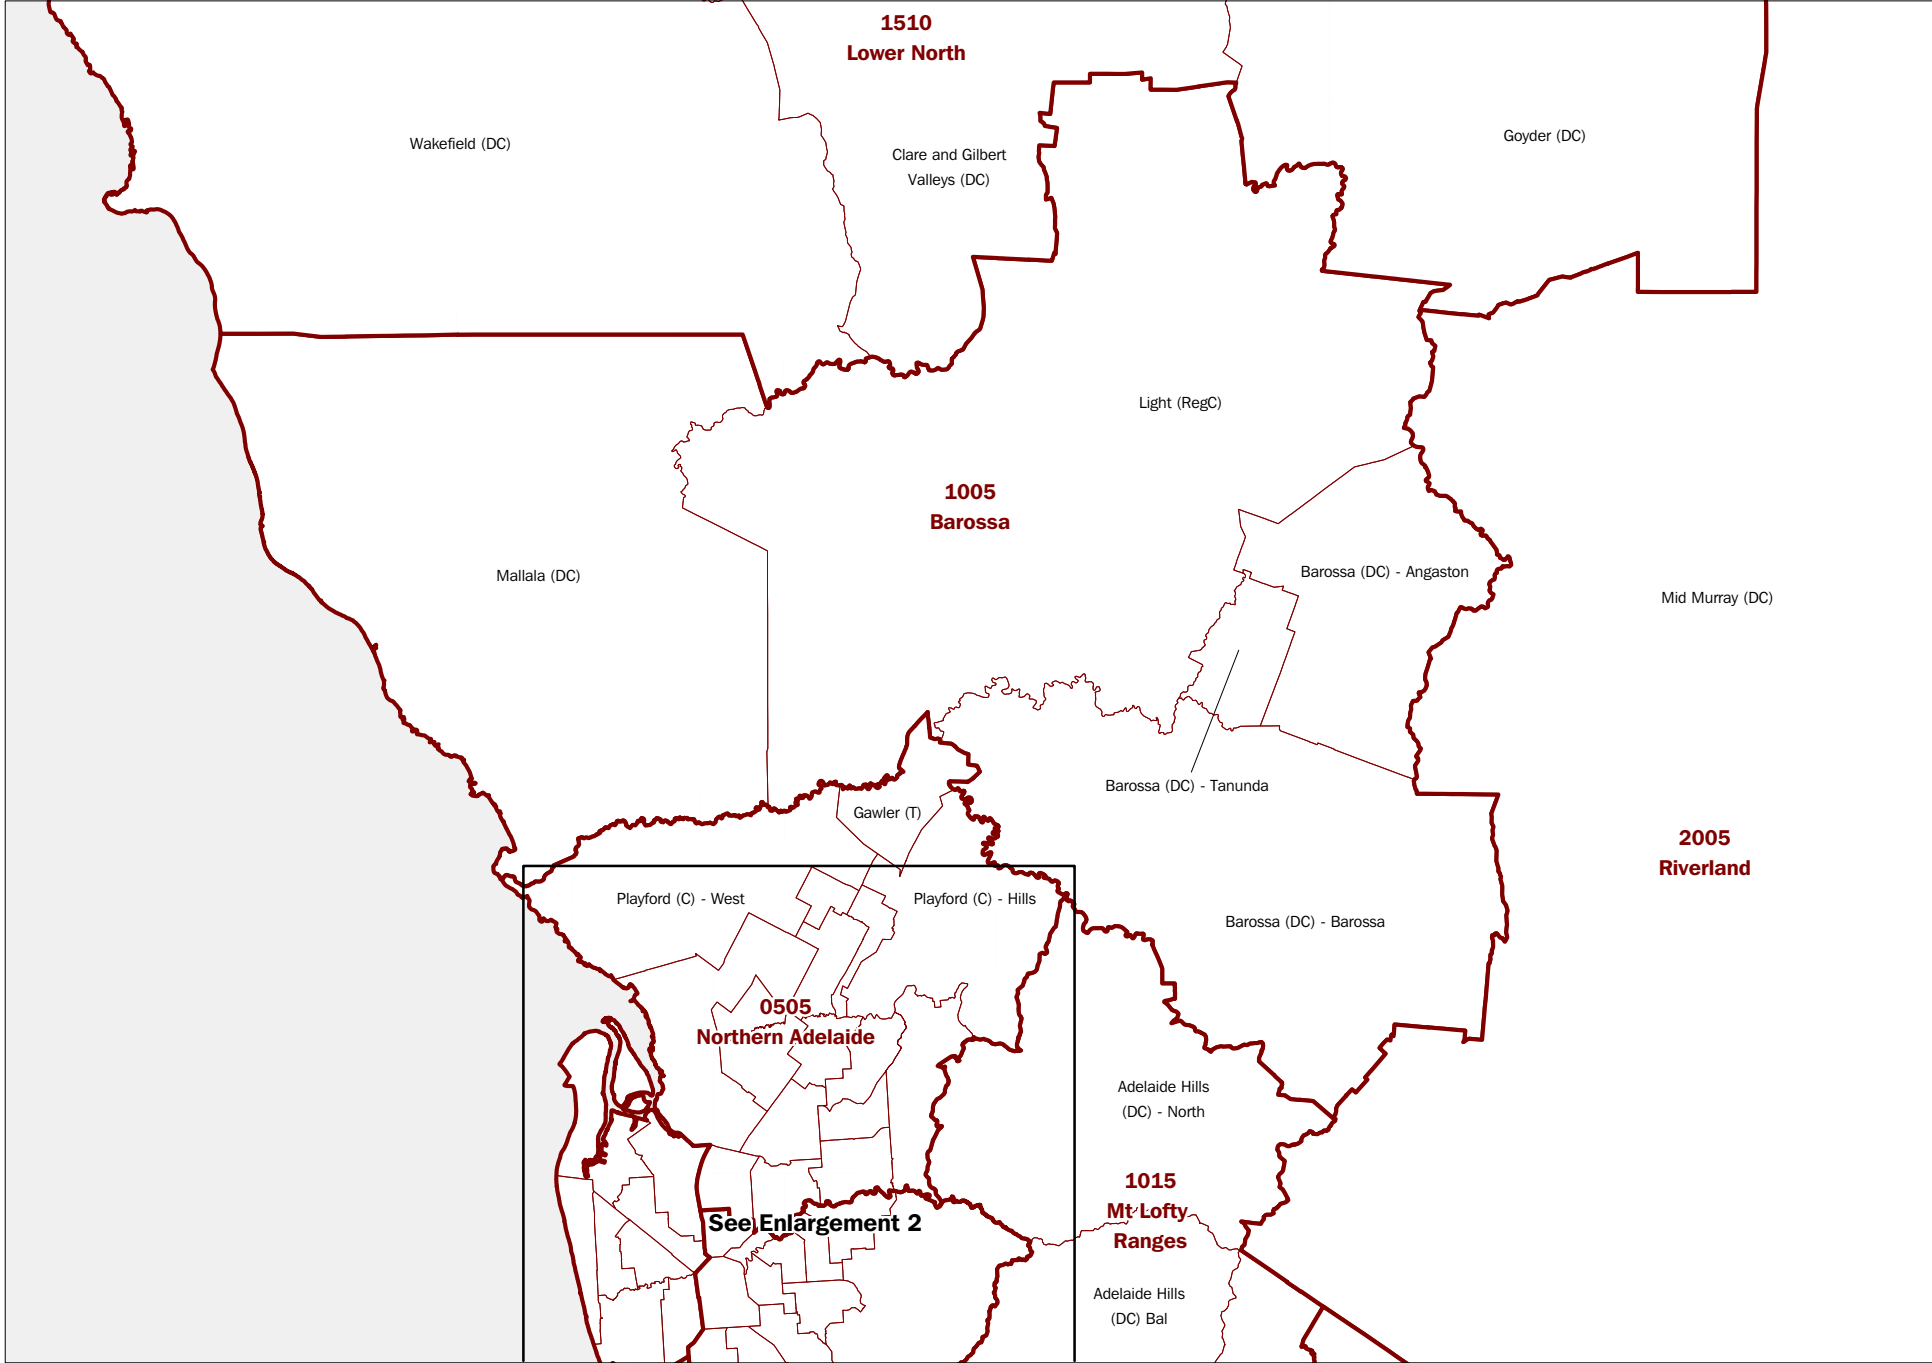 1510
Lower North
Wakefield (DC)
Clare and Gilbert
Valleys (DC)
Goyder (DC)
Light (RegC)
1005
Barossa
Mallala (DC)
Barossa (DC) - Angaston
Mid Murray (DC)
Barossa (DC) - Tanunda
Gawler (T)
2005
Riverland
Playford (C) - West
Playford (C) - Hills
Barossa (DC) - Barossa
0505
Northern Adelaide
Adelaide Hills
(DC) - North
1015
Mt Lofty
Ranges
See Enlargement 2
Adelaide Hills
(DC) Bal